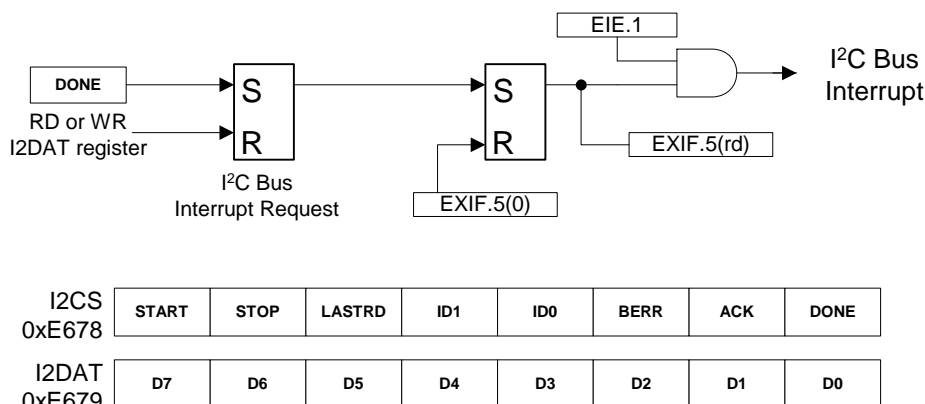 EIE.1
I²C Bus
Interrupt
DONE
S
S
RD or WR
I2DAT register
R
R
EXIF.5(rd)
I²C Bus
Interrupt Request
EXIF.5(0)
I2CS
0xE678
START STOP LASTRD ID1 ID0 BERR ACK DONE
I2DAT
0xE679
D7 D6 D5 D4 D3 D2 D1 D0